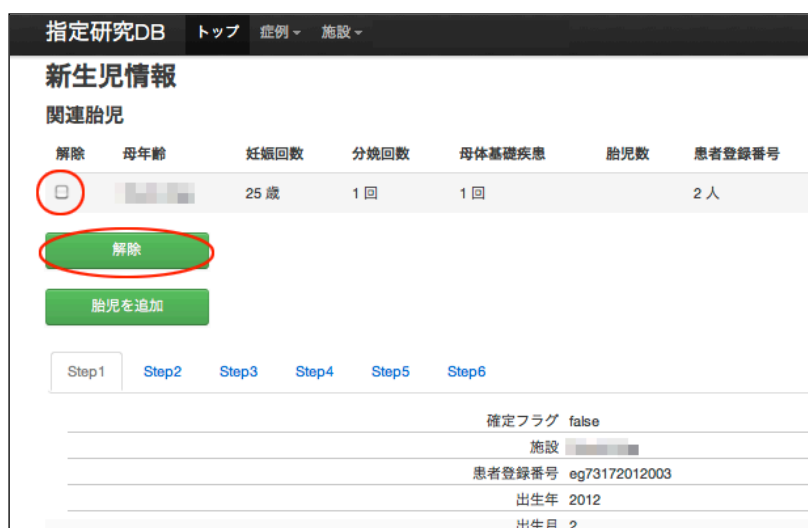 指定研究DB トップ 症例 施設
新生児情報
関連胎児
解除 母年齢 妊娠回数 分娩回数 母体基礎疾患 胎児数 患者登録番号
25 歳 1 回 1 回 2 人
解除
胎児を追加
Step1 Step2 Step3 Step4 Step5 Step6
確定フラグ false
施設
患者登録番号 eg73172012003
出生年 2012
出生月 2